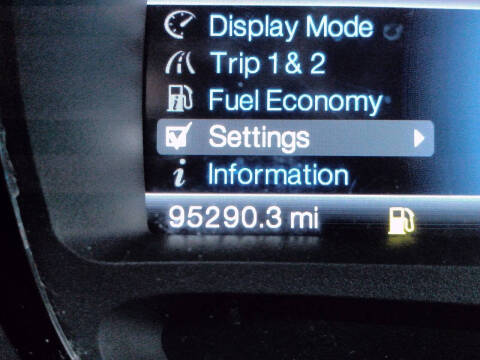 Display Mode
Trip 1 & 2
Fuel Economy
Settings
Information
95290.3 mi